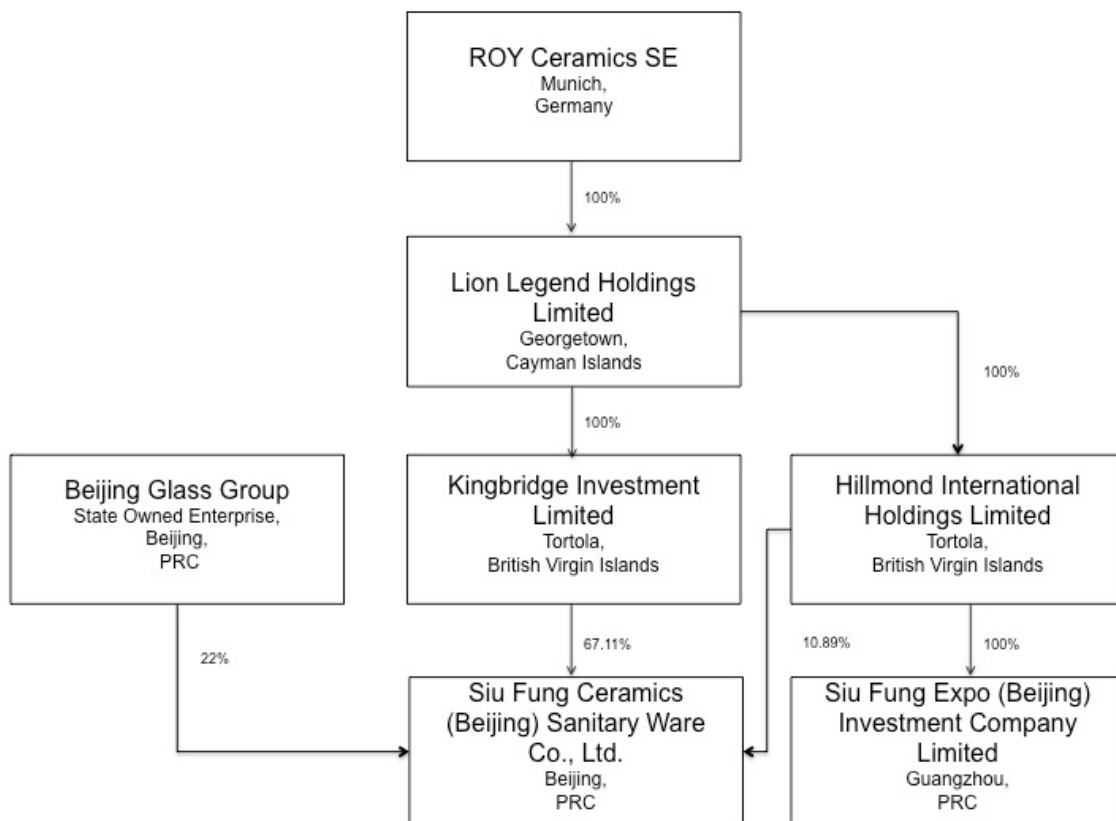 ROY Ceramics SE
Munich,
Germany
100%
Lion Legend Holdings
Limited
Georgetown,
Cayman Islands
100%
100%
Beijing Glass Group
State Owned Enterprise,
Beijing,
PRC
Kingbridge Investment
Limited
Tortola,
British Virgin Islands
Hillmond International
Holdings Limited
Tortola,
British Virgin Islands
22%
67.11%
10.89%
100%
Siu Fung Ceramics
(Beijing) Sanitary Ware
Co., Ltd.
Beijing,
PRC
Siu Fung Expo (Beijing)
Investment Company
Limited
Guangzhou,
PRC